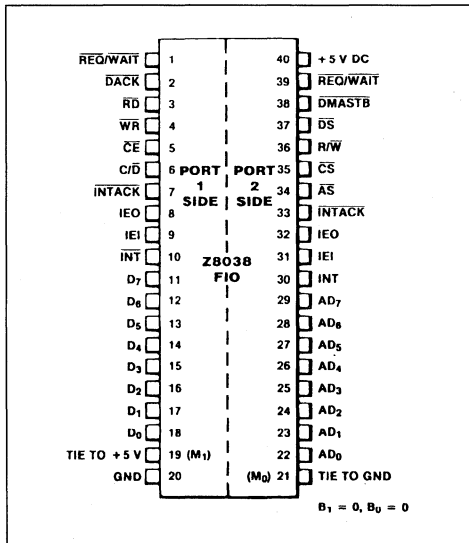 REQ/WAIT 1 40 + 5 V DC
DACK 2 39 REQ/WAIT
RD 3 38 DMASTB
WR 4 37 DS
CE 5 36 R/W
C/D 6 PORT PORT 35 CS
INTACK 7 1 2 34 AS
SIDE SIDE
IEO 8 33 INTACK
IEI 9 32 IEO
INT 10 Z8038 31 IEI
FIO
D7 11 30 INT
D6 12 29 AD7
D5 13 28 AD6
D4 14 27 AD5
D3 15 26 AD4
D2 16 25 AD3
D1 17 24 AD2
D0 18 23 AD1
TIE TO + 5 V 19 (M1) 22 AD0
GND 20 (M0) 21 TIE TO GND
B1 = 0, B0 = 0